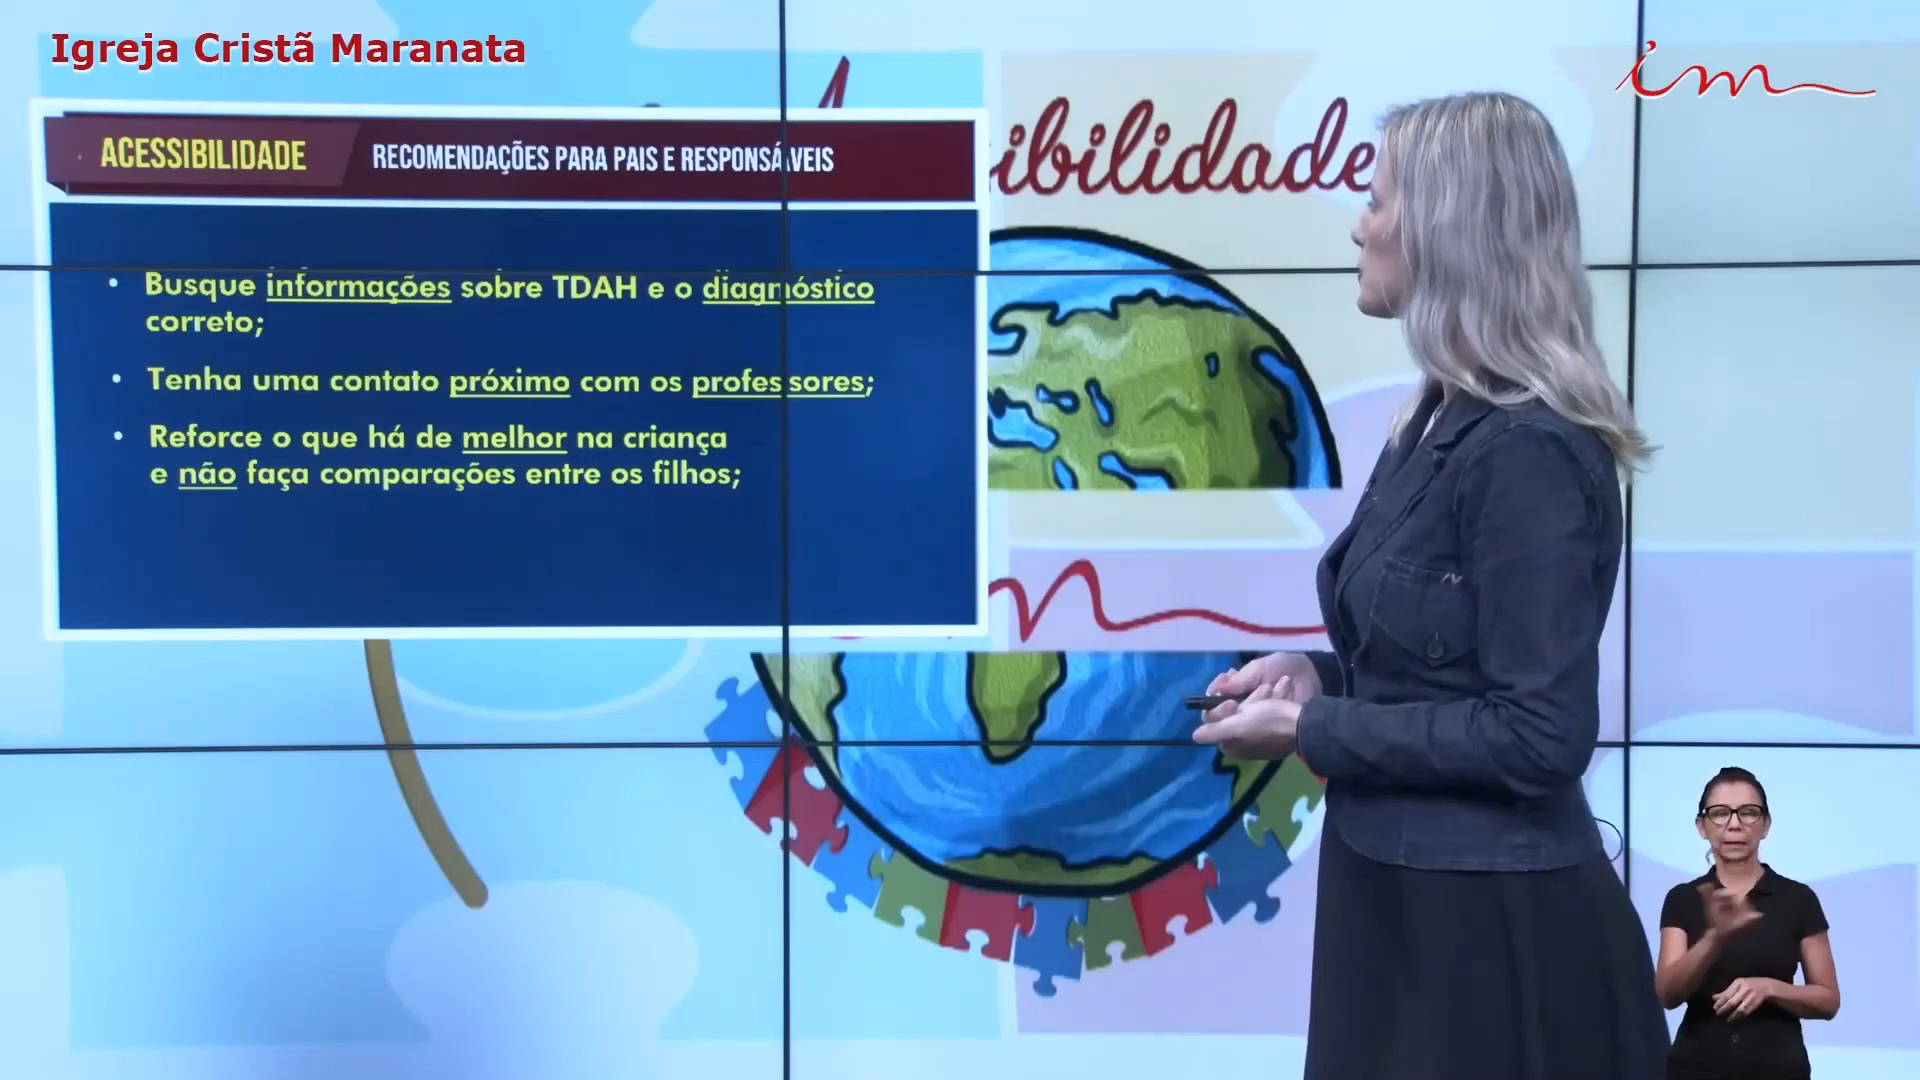 Igreja Cristã Maranata
ACESSIBILIDADE
RECOMENDAÇÕES PARA PAIS E RESPONSÁVEIS
• Busque informações sobre TDAH e o diagnóstico
correto;
• Tenha uma contato próximo com os professores;
• Reforce o que há de melhor na criança
e não faça comparações entre os filhos;
ibilidade
im